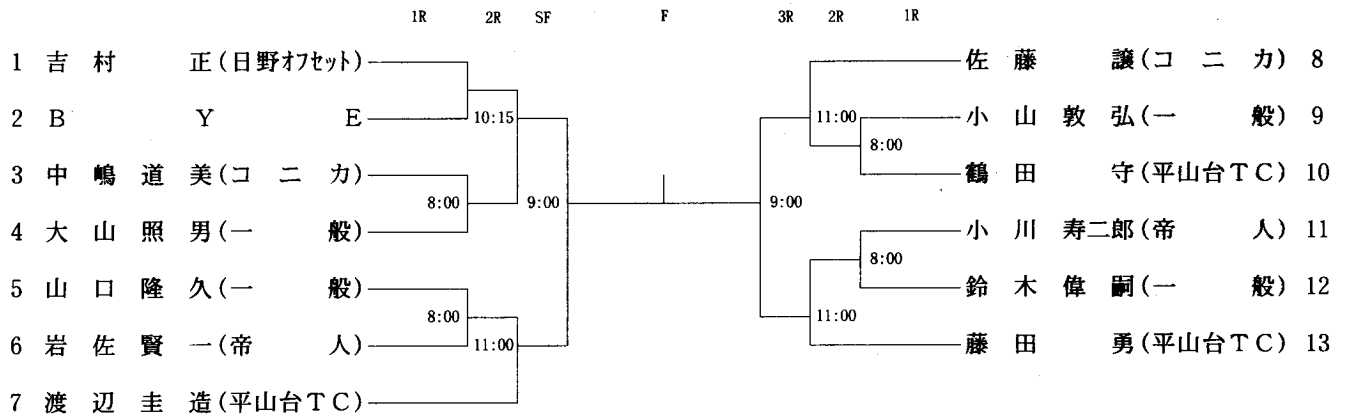 1R 2R SF F 3R 2R 1R
1 吉村 正(日野オフセット)
佐藤 譲(コニカ) 8
2 BYE
10:15
11:00
小山敦弘(一般) 9
8:00
3 中嶋道美(コニカ)
鶴田 守(平山台TC) 10
8:00 9:00
9:00
4 大山照男(一般)
小川寿二郎(帝人) 11
8:00
5 山口隆久(一般)
鈴木偉嗣(一般) 12
8:00
11:00
6 岩佐賢一(帝人)
11:00
藤田 勇(平山台TC) 13
7 渡辺圭造(平山台TC)